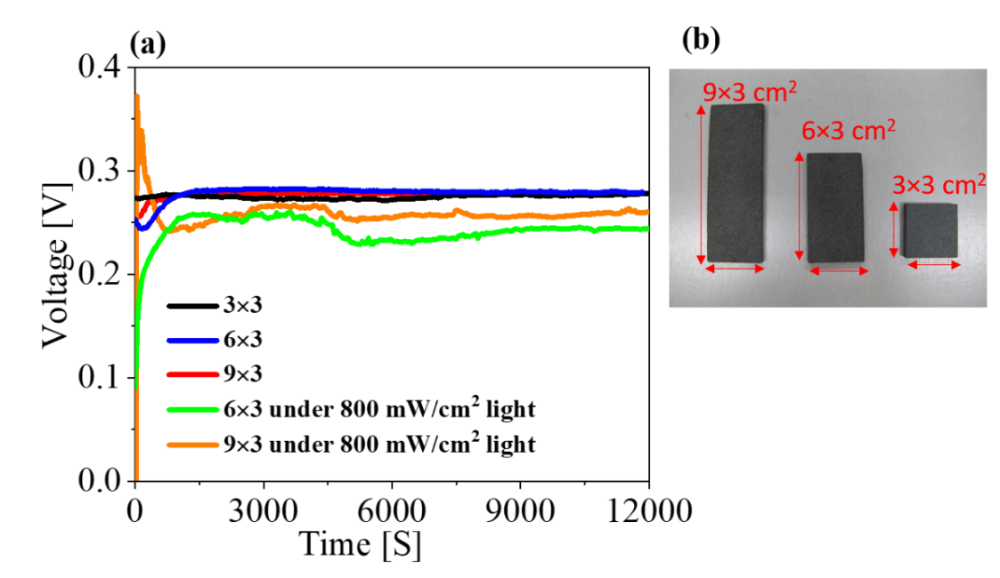 (a)
(b)
0.4
0.3
0.2
0.1
0.0
Voltage [V]
3×3
6×3
9×3
6×3 under 800 mW/cm² light
9×3 under 800 mW/cm² light
0
3000
6000
9000
12000
Time [S]
9×3 cm²
6×3 cm²
3×3 cm²